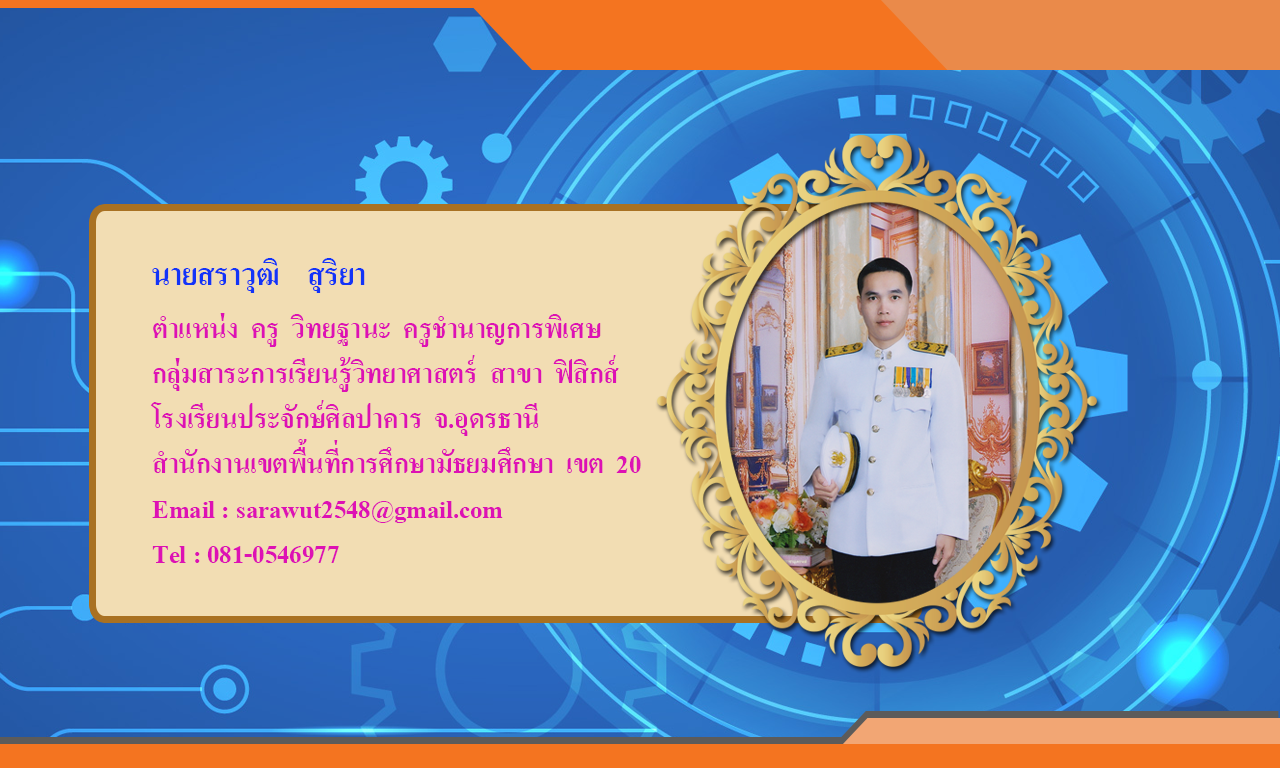 นายสราวุฒิ สุริยา
ตำแหน่ง ครู วิทยฐานะ ครูชำนาญการพิเศษ
กลุ่มสาระการเรียนรู้วิทยาศาสตร์ สาขา ฟิสิกส์
โรงเรียนประจักษ์ศิลปาคาร จ.อุดรธานี
สำนักงานเขตพื้นที่การศึกษามัธยมศึกษา เขต 20
Email : sarawut2548@gmail.com
Tel : 081-0546977